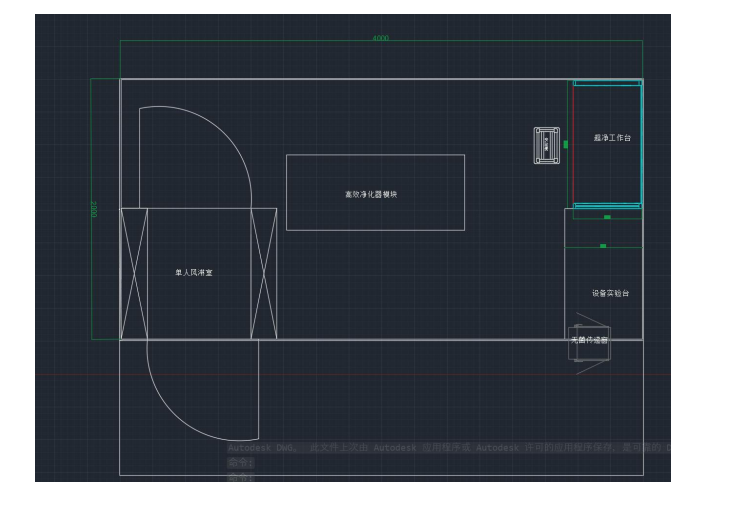 4000
超净工作台
2000
高效净化器模块
单人风淋室
设备实验台
无菌传递窗
Autodesk DWG。 此文件上次由 Autodesk 应用程序或 Autodesk 许可的应用程序保存，是可靠的
命令:
命令: